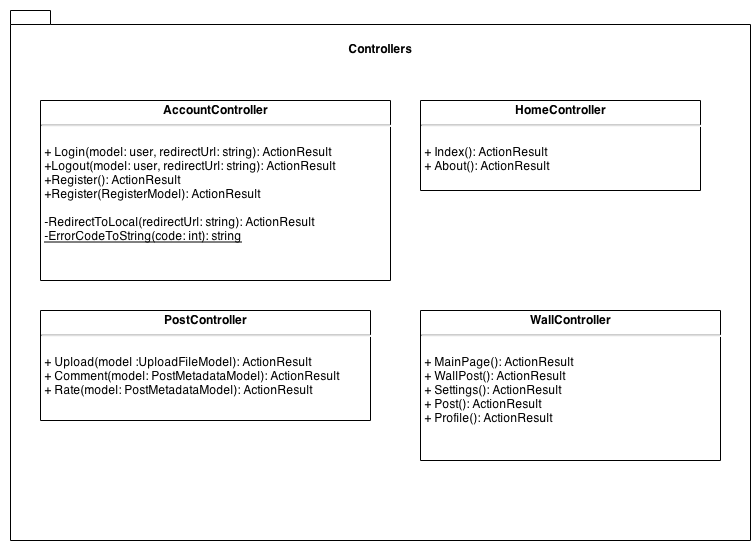 Controllers
AccountController
+ Login(model: user, redirectUrl: string): ActionResult
+Logout(model: user, redirectUrl: string): ActionResult
+Register(): ActionResult
+Register(RegisterModel): ActionResult
-RedirectToLocal(redirectUrl: string): ActionResult
-ErrorCodeToString(code: int): string
HomeController
+ Index(): ActionResult
+ About(): ActionResult
PostController
+ Upload(model :UploadFileModel): ActionResult
+ Comment(model: PostMetadataModel): ActionResult
+ Rate(model: PostMetadataModel): ActionResult
WallController
+ MainPage(): ActionResult
+ WallPost(): ActionResult
+ Settings(): ActionResult
+ Post(): ActionResult
+ Profile(): ActionResult